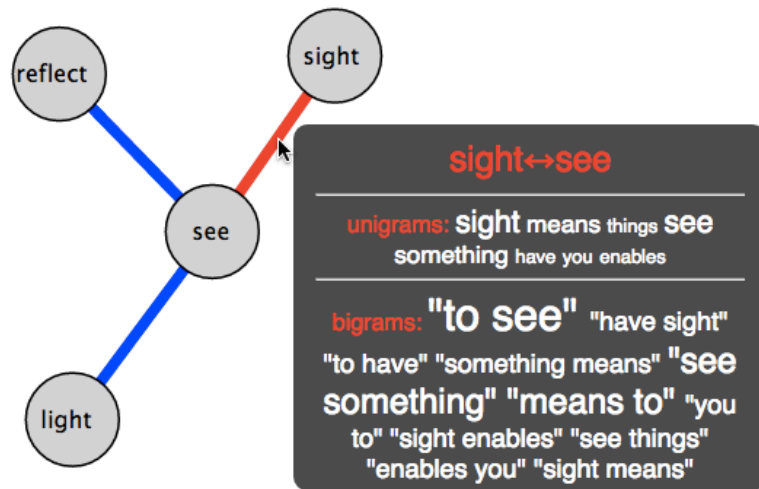 reflect
sight
see
light
sight↔see
unigrams: sight means things see
something have you enables
bigrams: "to see" "have sight"
"to have" "something means" "see
something" "means to" "you
to" "sight enables" "see things"
"enables you" "sight means"